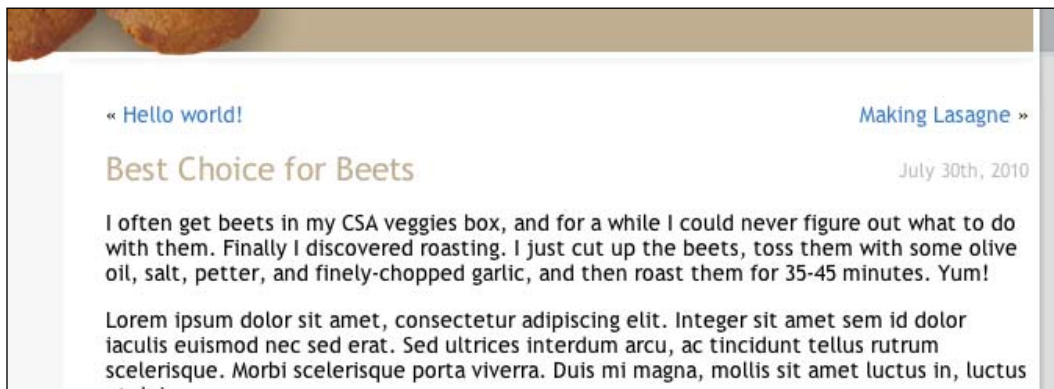 « Hello world!
Making Lasagne »
Best Choice for Beets
July 30th, 2010
I often get beets in my CSA veggies box, and for a while I could never figure out what to do
with them. Finally I discovered roasting. I just cut up the beets, toss them with some olive
oil, salt, petter, and finely-chopped garlic, and then roast them for 35-45 minutes. Yum!
Lorem ipsum dolor sit amet, consectetur adipiscing elit. Integer sit amet sem id dolor
iaculis euismod nec sed erat. Sed ultrices interdum arcu, ac tincidunt tellus rutrum
scelerisque. Morbi scelerisque porta viverra. Duis mi magna, mollis sit amet luctus in, luctus